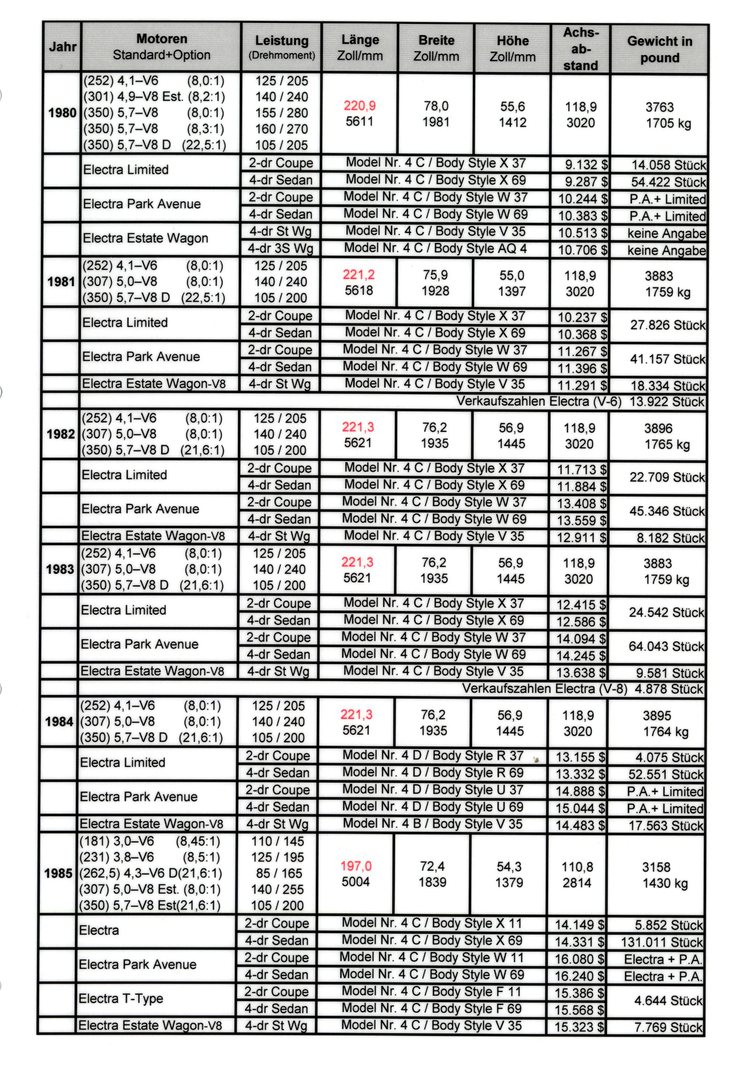 Jahr Motoren Standard+Option Leistung (Drehmoment) Länge Zoll/mm Breite Zoll/mm Höhe Zoll/mm Achs-ab-stand Gewicht in pound
1980
(252) 4,1–V6 (8,0:1) 125 / 205
(301) 4,9–V8 Est. (8,2:1) 140 / 240
(350) 5,7–V8 (8,0:1) 155 / 280
(350) 5,7–V8 (8,3:1) 160 / 270
(350) 5,7–V8 D (22,5:1) 105 / 205
220,9 78,0 55,6 118,9 3763
5611 1981 1412 3020 1705 kg
Electra Limited
2-dr Coupe Model Nr. 4 C / Body Style X 37 9.132 $ 14.058 Stück
4-dr Sedan Model Nr. 4 C / Body Style X 69 9.287 $ 54.422 Stück
Electra Park Avenue
2-dr Coupe Model Nr. 4 C / Body Style W 37 10.244 $ P.A.+ Limited
4-dr Sedan Model Nr. 4 C / Body Style W 69 10.383 $ P.A.+ Limited
Electra Estate Wagon
4-dr St Wg Model Nr. 4 C / Body Style V 35 10.513 $ keine Angabe
4-dr 3S Wg Model Nr. 4 C / Body Style AQ 4 10.706 $ keine Angabe
1981
(252) 4,1–V6 (8,0:1) 125 / 205
(307) 5,0–V8 (8,0:1) 140 / 240
(350) 5,7–V8 D (22,5:1) 105 / 200
221,2 75,9 55,0 118,9 3883
5618 1928 1397 3020 1759 kg
Electra Limited
2-dr Coupe Model Nr. 4 C / Body Style X 37 10.237 $
4-dr Sedan Model Nr. 4 C / Body Style X 69 10.368 $
27.826 Stück
Electra Park Avenue
2-dr Coupe Model Nr. 4 C / Body Style W 37 11.267 $
4-dr Sedan Model Nr. 4 C / Body Style W 69 11.396 $
41.157 Stück
Electra Estate Wagon-V8 4-dr St Wg Model Nr. 4 C / Body Style V 35 11.291 $ 18.334 Stück
Verkaufszahlen Electra (V-6) 13.922 Stück
1982
(252) 4,1–V6 (8,0:1) 125 / 205
(307) 5,0–V8 (8,0:1) 140 / 240
(350) 5,7–V8 D (21,6:1) 105 / 200
221,3 76,2 56,9 118,9 3896
5621 1935 1445 3020 1765 kg
Electra Limited
2-dr Coupe Model Nr. 4 C / Body Style X 37 11.713 $
4-dr Sedan Model Nr. 4 C / Body Style X 69 11.884 $
22.709 Stück
Electra Park Avenue
2-dr Coupe Model Nr. 4 C / Body Style W 37 13.408 $
4-dr Sedan Model Nr. 4 C / Body Style W 69 13.559 $
45.346 Stück
Electra Estate Wagon-V8 4-dr St Wg Model Nr. 4 C / Body Style V 35 12.911 $ 8.182 Stück
1983
(252) 4,1–V6 (8,0:1) 125 / 205
(307) 5,0–V8 (8,0:1) 140 / 240
(350) 5,7–V8 D (21,6:1) 105 / 200
221,3 76,2 56,9 118,9 3883
5621 1935 1445 3020 1759 kg
Electra Limited
2-dr Coupe Model Nr. 4 C / Body Style X 37 12.415 $
4-dr Sedan Model Nr. 4 C / Body Style X 69 12.586 $
24.542 Stück
Electra Park Avenue
2-dr Coupe Model Nr. 4 C / Body Style W 37 14.094 $
4-dr Sedan Model Nr. 4 C / Body Style W 69 14.245 $
64.043 Stück
Electra Estate Wagon-V8 4-dr St Wg Model Nr. 4 C / Body Style V 35 13.638 $ 9.581 Stück
Verkaufszahlen Electra (V-8) 4.878 Stück
1984
(252) 4,1–V6 (8,0:1) 125 / 205
(307) 5,0–V8 (8,0:1) 140 / 240
(350) 5,7–V8 D (21,6:1) 105 / 200
221,3 76,2 56,9 118,9 3895
5621 1935 1445 3020 1764 kg
Electra Limited
2-dr Coupe Model Nr. 4 D / Body Style R 37 13.155 $ 4.075 Stück
4-dr Sedan Model Nr. 4 D / Body Style R 69 13.332 $ 52.551 Stück
Electra Park Avenue
2-dr Coupe Model Nr. 4 D / Body Style U 37 14.888 $ P.A.+ Limited
4-dr Sedan Model Nr. 4 D / Body Style U 69 15.044 $ P.A.+ Limited
Electra Estate Wagon-V8 4-dr St Wg Model Nr. 4 B / Body Style V 35 14.483 $ 17.563 Stück
1985
(181) 3,0–V6 (8,45:1) 110 / 145
(231) 3,8–V6 (8,5:1) 125 / 195
(262,5) 4,3–V6 D(21,6:1) 85 / 165
(307) 5,0–V8 Est. (8,0:1) 140 / 255
(350) 5,7–V8 Est(21,6:1) 105 / 200
197,0 72,4 54,3 110,8 3158
5004 1839 1379 2814 1430 kg
Electra
2-dr Coupe Model Nr. 4 C / Body Style X 11 14.149 $ 5.852 Stück
4-dr Sedan Model Nr. 4 C / Body Style X 69 14.331 $ 131.011 Stück
Electra Park Avenue
2-dr Coupe Model Nr. 4 C / Body Style W 11 16.080 $ Electra + P.A.
4-dr Sedan Model Nr. 4 C / Body Style W 69 16.240 $ Electra + P.A.
Electra T-Type
2-dr Coupe Model Nr. 4 C / Body Style F 11 15.386 $
4-dr Sedan Model Nr. 4 C / Body Style F 69 15.568 $
4.644 Stück
Electra Estate Wagon-V8 4-dr St Wg Model Nr. 4 C / Body Style V 35 15.323 $ 7.769 Stück